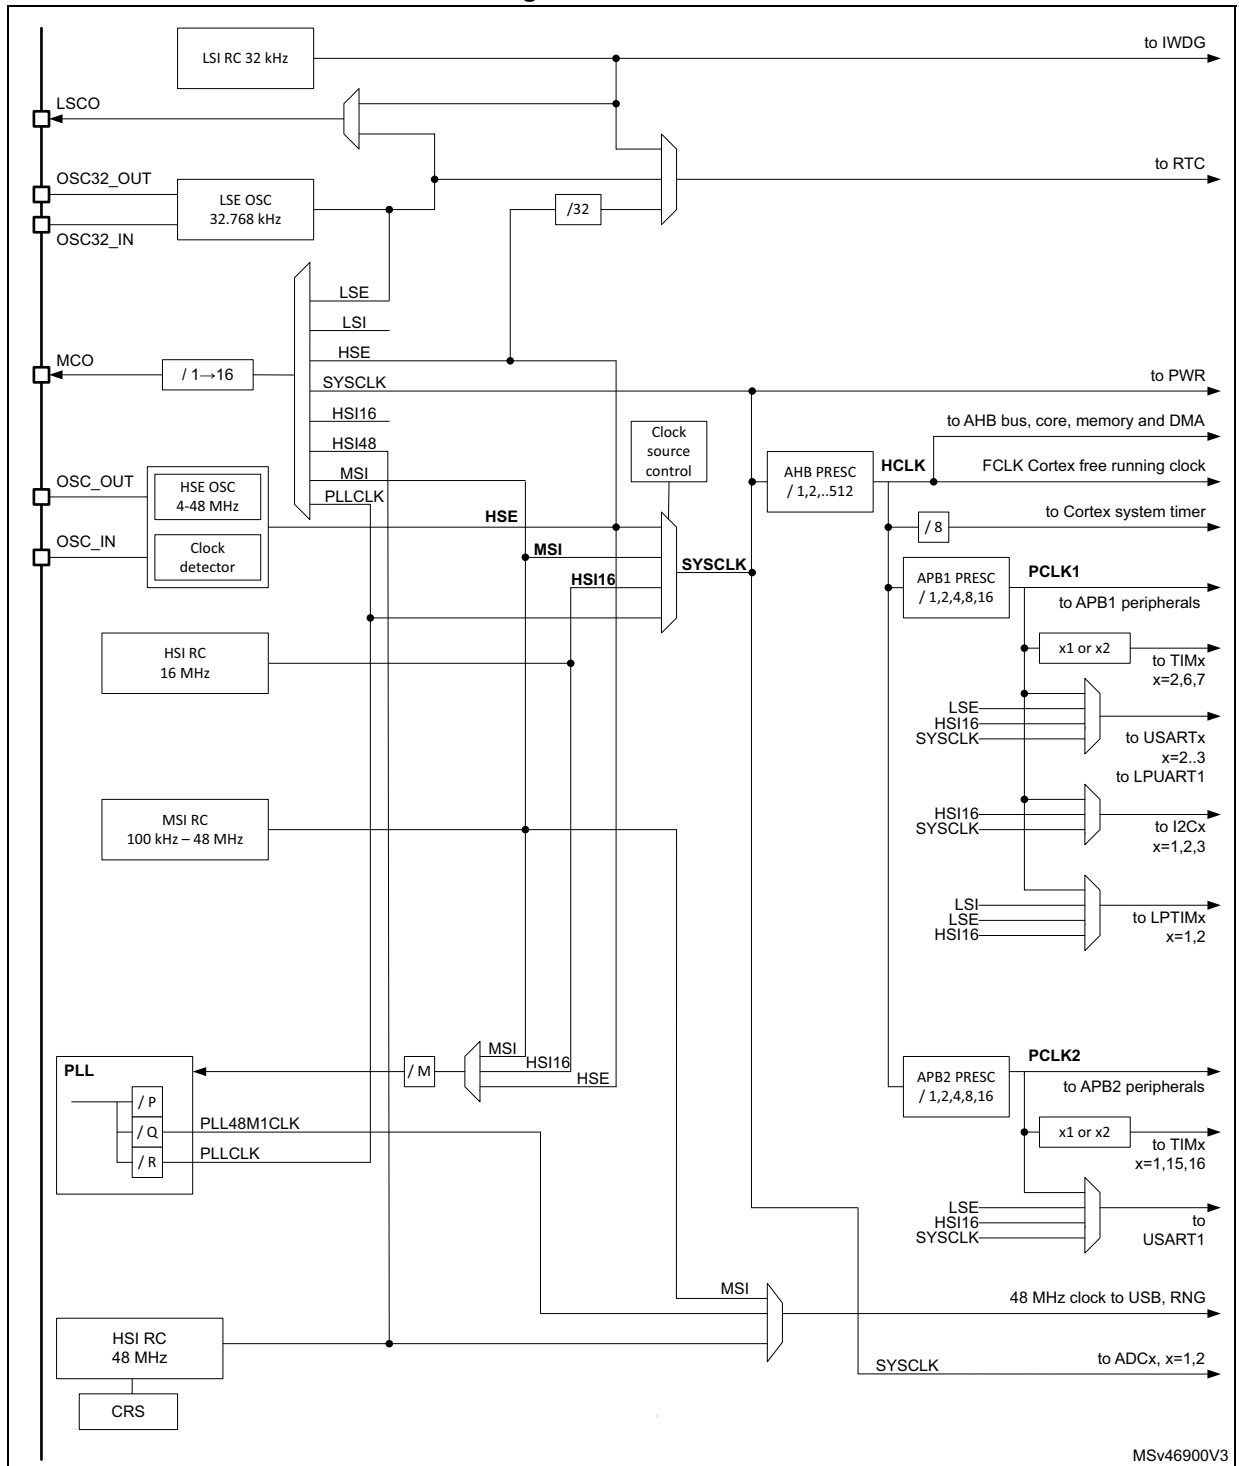 LSI RC 32 kHz
to IWDG
LSCO
to RTC
OSC32_OUT
LSE OSC
32.768 kHz
/32
OSC32_IN
LSE
LSI
MCO
/ 1→16
HSE
SYSCLK
to PWR
HSI16
to AHB bus, core, memory and DMA
Clock
source
control
HSI48
MSI
AHB PRESC
/ 1,2,..512
HCLK
FCLK Cortex free running clock
OSC_OUT
HSE OSC
4-48 MHz
PLLCLK
HSE
/ 8
to Cortex system timer
OSC_IN
Clock
detector
MSI
SYSCLK
HSI16
APB1 PRESC
/ 1,2,4,8,16
PCLK1
to APB1 peripherals
HSI RC
16 MHz
x1 or x2
to TIMx
x=2,6,7
LSE
HSI16
SYSCLK
to USARTx
x=2..3
to LPUART1
MSI RC
100 kHz – 48 MHz
HSI16
SYSCLK
to I2Cx
x=1,2,3
LSI
LSE
HSI16
to LPTIMx
x=1,2
PLL
/ M
MSI
HSI16
HSE
APB2 PRESC
/ 1,2,4,8,16
PCLK2
to APB2 peripherals
/ P
/ Q
PLL48M1CLK
/ R
PLLCLK
x1 or x2
to TIMx
x=1,15,16
LSE
HSI16
SYSCLK
to
USART1
MSI
48 MHz clock to USB, RNG
HSI RC
48 MHz
SYSCLK
to ADCx, x=1,2
CRS
MSv46900V3